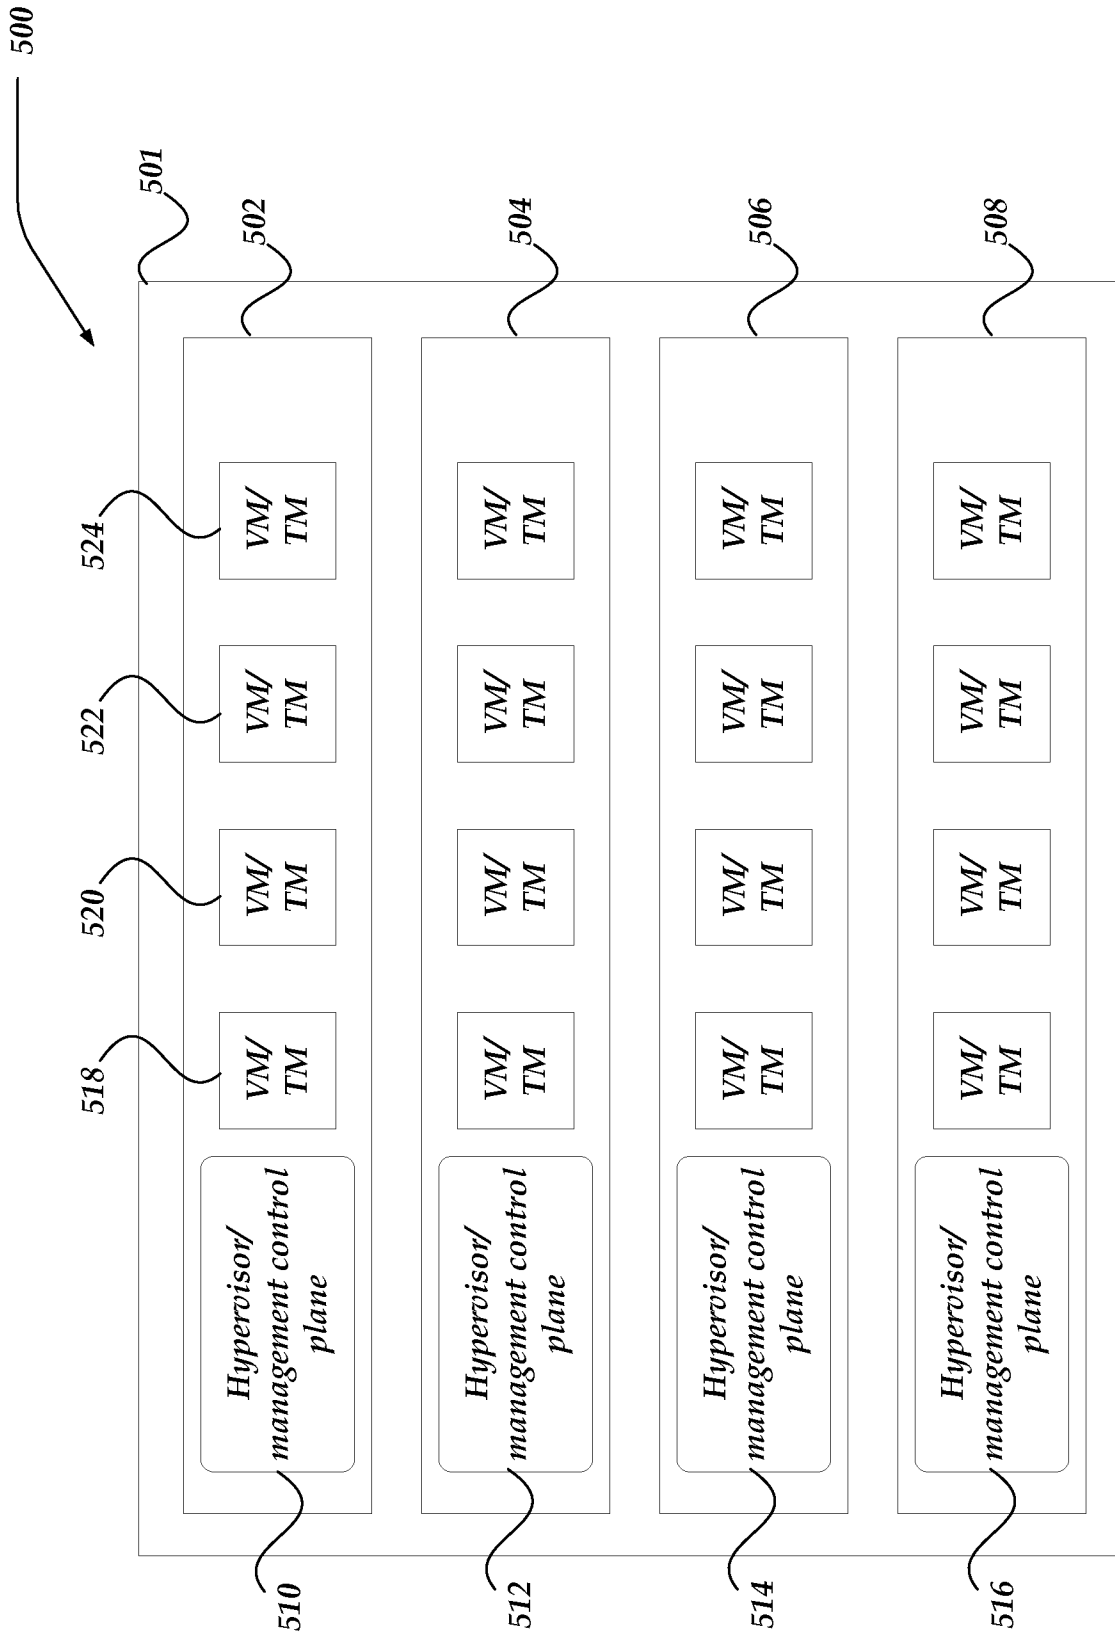 500
518
520
522
524
501
502
Hypervisor/
management control
plane
VM/
TM
VM/
TM
VM/
TM
VM/
TM
510
504
Hypervisor/
management control
plane
VM/
TM
VM/
TM
VM/
TM
VM/
TM
512
506
Hypervisor/
management control
plane
VM/
TM
VM/
TM
VM/
TM
VM/
TM
514
508
Hypervisor/
management control
plane
VM/
TM
VM/
TM
VM/
TM
VM/
TM
516